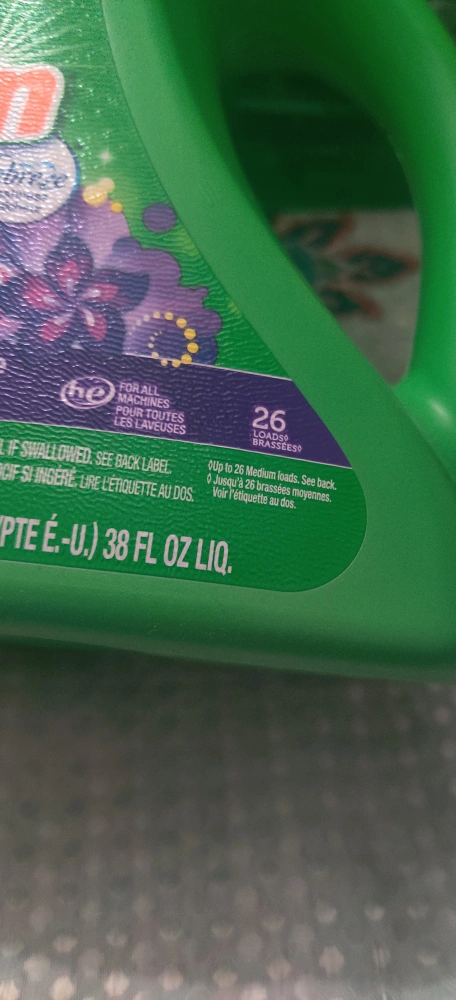 he
FOR ALL
MACHINES
POUR TOUTES
LES LAVEUSES
26
LOADS◊
BRASSÉES◊
IF SWALLOWED. SEE BACK LABEL.
SI INGÉRÉ. LIRE L'ÉTIQUETTE AU DOS.
◊Up to 26 Medium loads. See back.
◊ Jusqu'à 26 brassées moyennes.
Voir l'étiquette au dos.
É.-U.) 38 FL OZ LIQ.